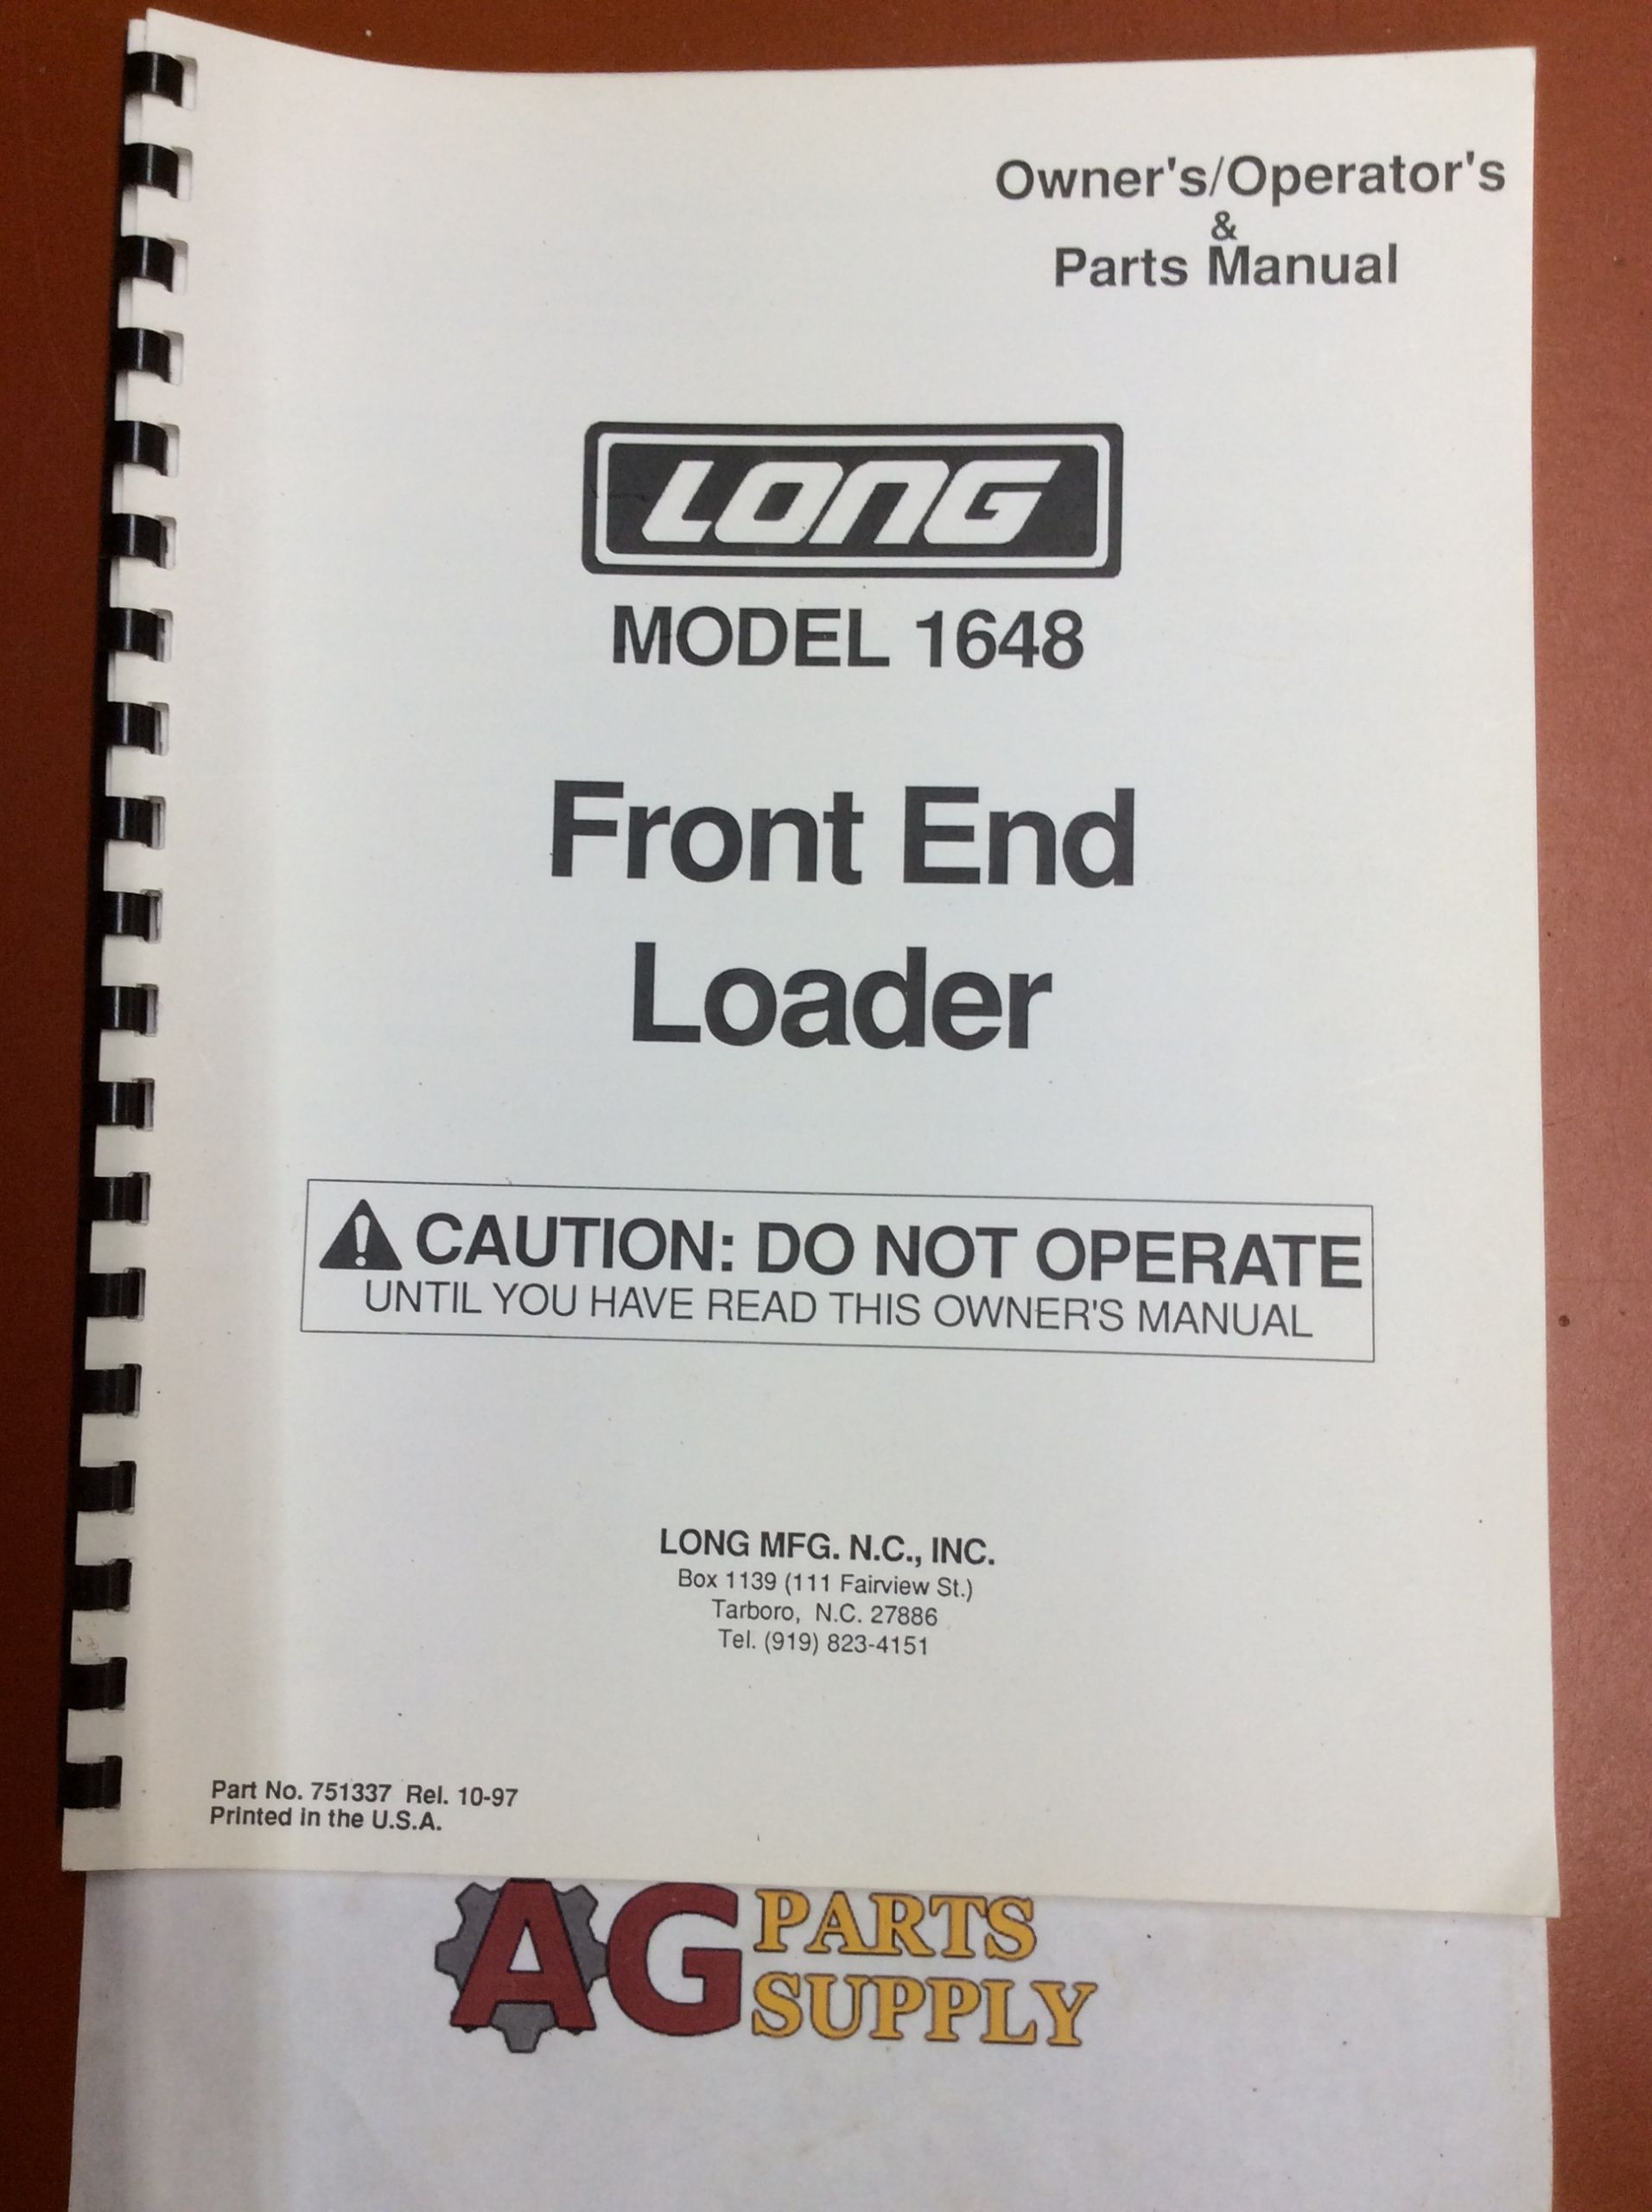 Owner's/Operator's
&
Parts Manual
LONG
MODEL 1648
Front End
Loader
CAUTION: DO NOT OPERATE
UNTIL YOU HAVE READ THIS OWNER'S MANUAL
LONG MFG. N.C., INC.
Box 1139 (111 Fairview St.)
Tarboro, N.C. 27886
Tel. (919) 823-4151
Part No. 751337 Rel. 10-97
Printed in the U.S.A.
AG PARTS
SUPPLY